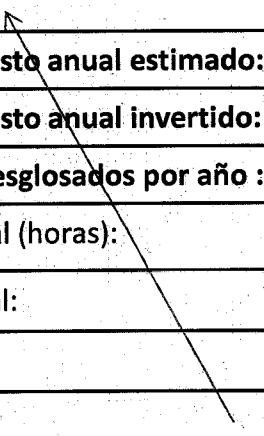 sto anual estimado:
sto anual invertido:
esglosados por año :
l (horas):
l: